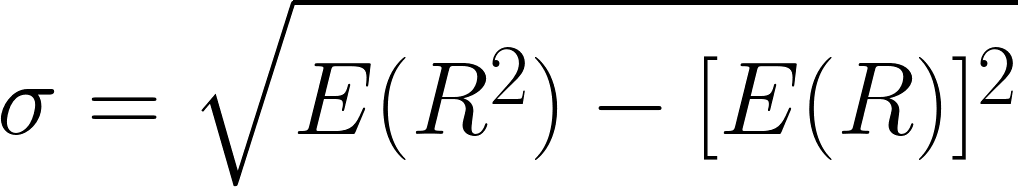 σ = √E(R²) − [E(R)]²